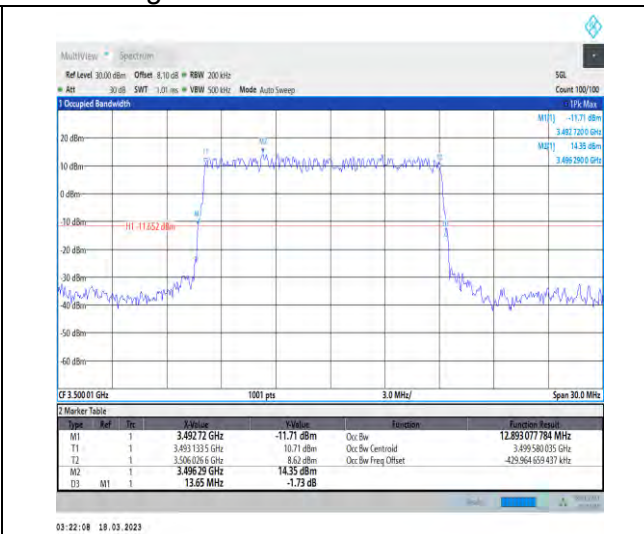 MultiView Spectrum
Ref Level 30.00 dBm Offset 8.10 dB RBW 200 kHz SGL
Att 30 dB SWT 1.01 ms VBW 500 kHz Mode Auto Sweep Count 100/100
1 Occupied Bandwidth 1Pk Max
M1[1] -11.71 dBm
3.492 7200 GHz
M2[1] 14.35 dBm
3.496 2900 GHz
20 dBm
T1 M2 T2
10 dBm
0 dBm
-10 dBm
H1 -11.652 dBm
-20 dBm
-30 dBm
-40 dBm
-50 dBm
-60 dBm
CF 3.500 01 GHz 1001 pts 3.0 MHz/ Span 30.0 MHz
2 Marker Table
Type Ref Trc X-Value Y-Value Function Function Result
M1 1 3.492 72 GHz -11.71 dBm Occ Bw 12.893 077 784 MHz
T1 1 3.493 133 5 GHz 10.71 dBm Occ Bw Centroid 3.499 580 035 GHz
T2 1 3.506 026 6 GHz 8.62 dBm Occ Bw Freq Offset -429.964 659 437 kHz
M2 1 3.496 29 GHz 14.35 dBm
D3 M1 1 13.65 MHz -1.73 dB
03:22:08 18.03.2023